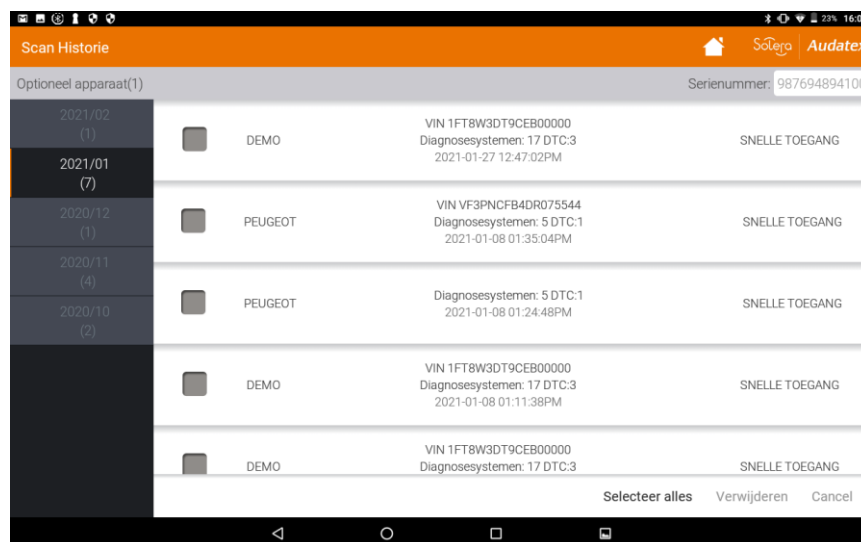 23% 16:0
Scan Historie
Solera Audatex
Optioneel apparaat(1)
Serienummer: 98769489410
2021/02
(1)
2021/01
(7)
2020/12
(1)
2020/11
(4)
2020/10
(2)
DEMO
VIN 1FT8W3DT9CEB00000
Diagnosesystemen: 17 DTC:3
2021-01-27 12:47:02PM
SNELLE TOEGANG
PEUGEOT
VIN VF3PNCFB4DR075544
Diagnosesystemen: 5 DTC:1
2021-01-08 01:35:04PM
SNELLE TOEGANG
PEUGEOT
Diagnosesystemen: 5 DTC:1
2021-01-08 01:24:48PM
SNELLE TOEGANG
DEMO
VIN 1FT8W3DT9CEB00000
Diagnosesystemen: 17 DTC:3
2021-01-08 01:11:38PM
SNELLE TOEGANG
DEMO
VIN 1FT8W3DT9CEB00000
Diagnosesystemen: 17 DTC:3
SNELLE TOEGANG
Selecteer alles Verwijderen Cancel